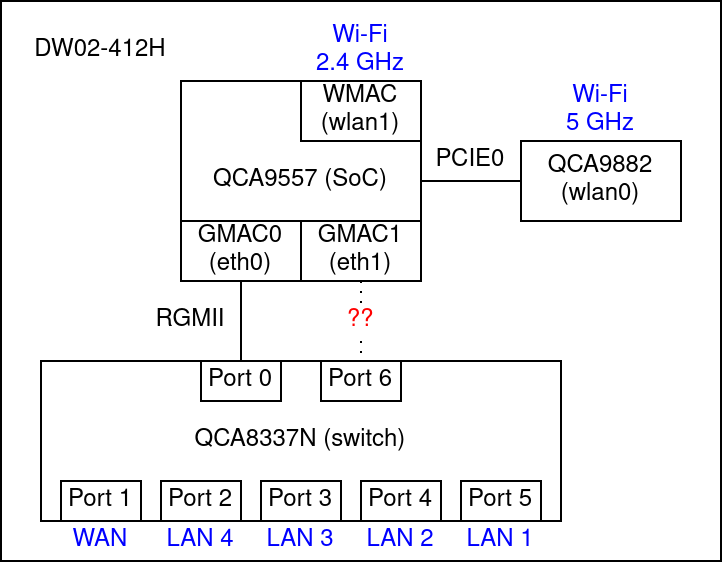 DW02-412H
Wi-Fi
2.4 GHz
WMAC
(wlan1)
Wi-Fi
5 GHz
QCA9557 (SoC)
PCIE0
QCA9882
(wlan0)
GMAC0
(eth0)
GMAC1
(eth1)
RGMII
??
Port 0
Port 6
QCA8337N (switch)
Port 1
Port 2
Port 3
Port 4
Port 5
WAN
LAN 4
LAN 3
LAN 2
LAN 1